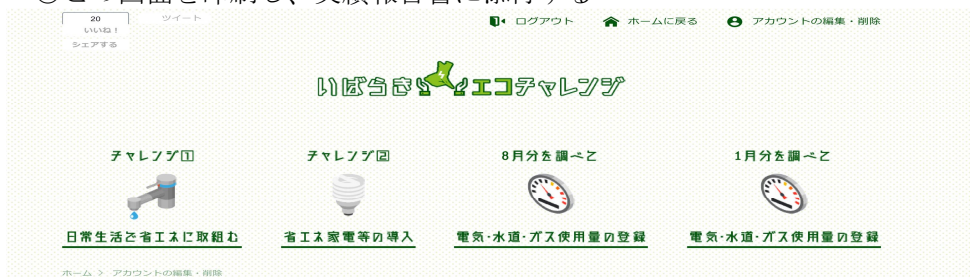 この画面を印刷し、実績報告書に添付する
20 ツイート
いいね！
シェアする
ログアウト ホームに戻る アカウントの編集・削除
いばらきエコチャレンジ
チャレンジ1 チャレンジ2 8月分を調べて 1月分を調べて
日常生活で省エネに取組む 省エネ家電等の導入 電気・水道・ガス使用量の登録 電気・水道・ガス使用量の登録
ホーム > アカウントの編集・削除